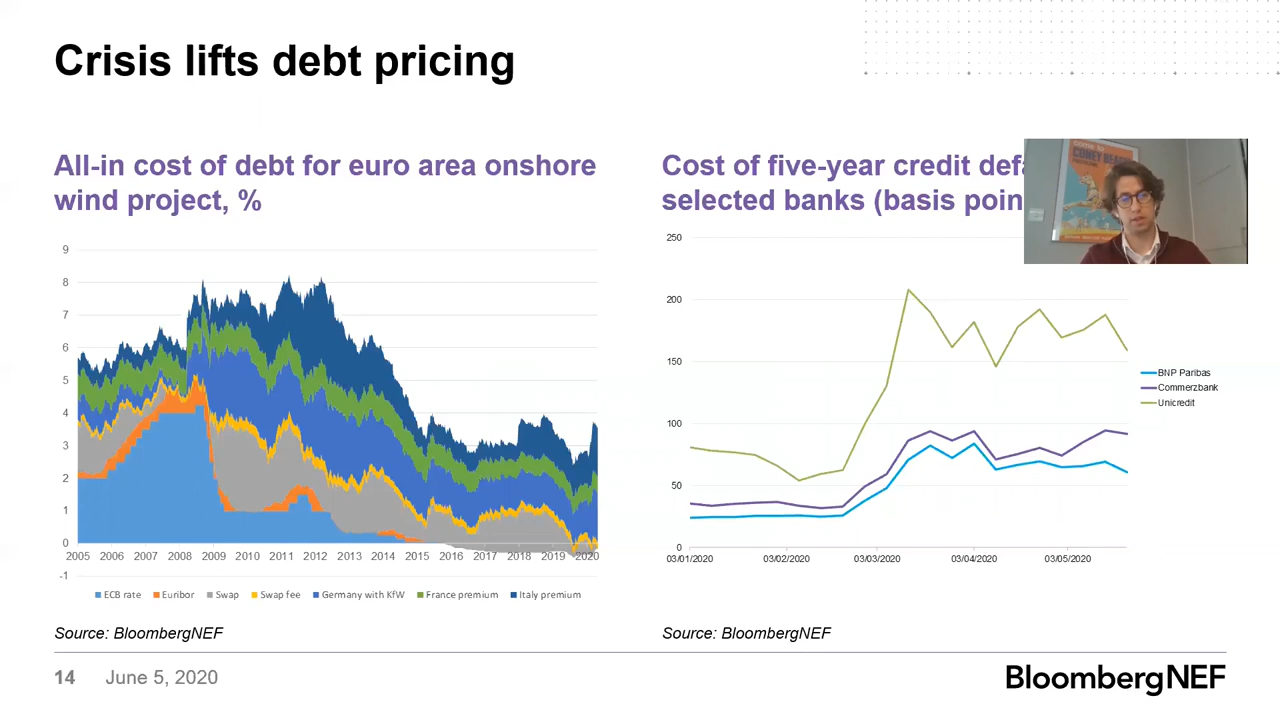 Crisis lifts debt pricing
All-in cost of debt for euro area onshore
wind project, %
9
8
7
6
5
4
3
2
1
0
-1
2005 2006 2007 2008 2009 2010 2011 2012 2013 2014 2015 2016 2017 2018 2019 2020
ECB rate Euribor Swap Swap fee Germany with KfW France premium Italy premium
Source: BloombergNEF
Cost of five-year credit
selected banks (basis
250
200
150
100
50
0
03/01/2020 03/02/2020 03/03/2020 03/04/2020 03/05/2020
BNP Paribas
Commerzbank
Unicredit
Source: BloombergNEF
14 June 5, 2020
BloombergNEF